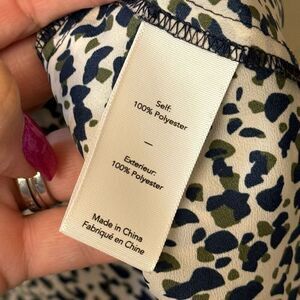 Self:
100% Polyester
—
Exterieur:
100% Polyester
Made in China
Fabriqué en Chine